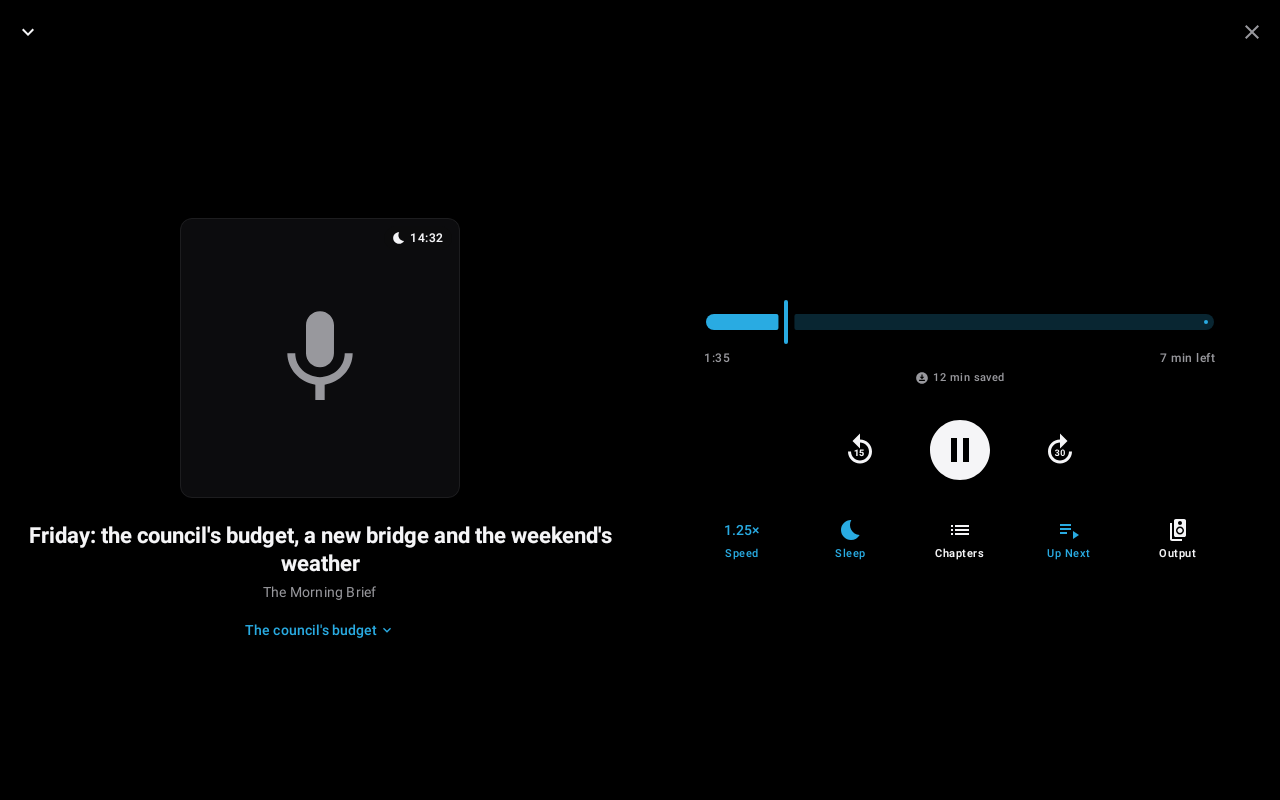 14:32
Friday: the council's budget, a new bridge and the weekend's
weather
The Morning Brief
The council's budget
1:35
7 min left
12 min saved
15
30
1.25×
Speed
Sleep
Chapters
Up Next
Output